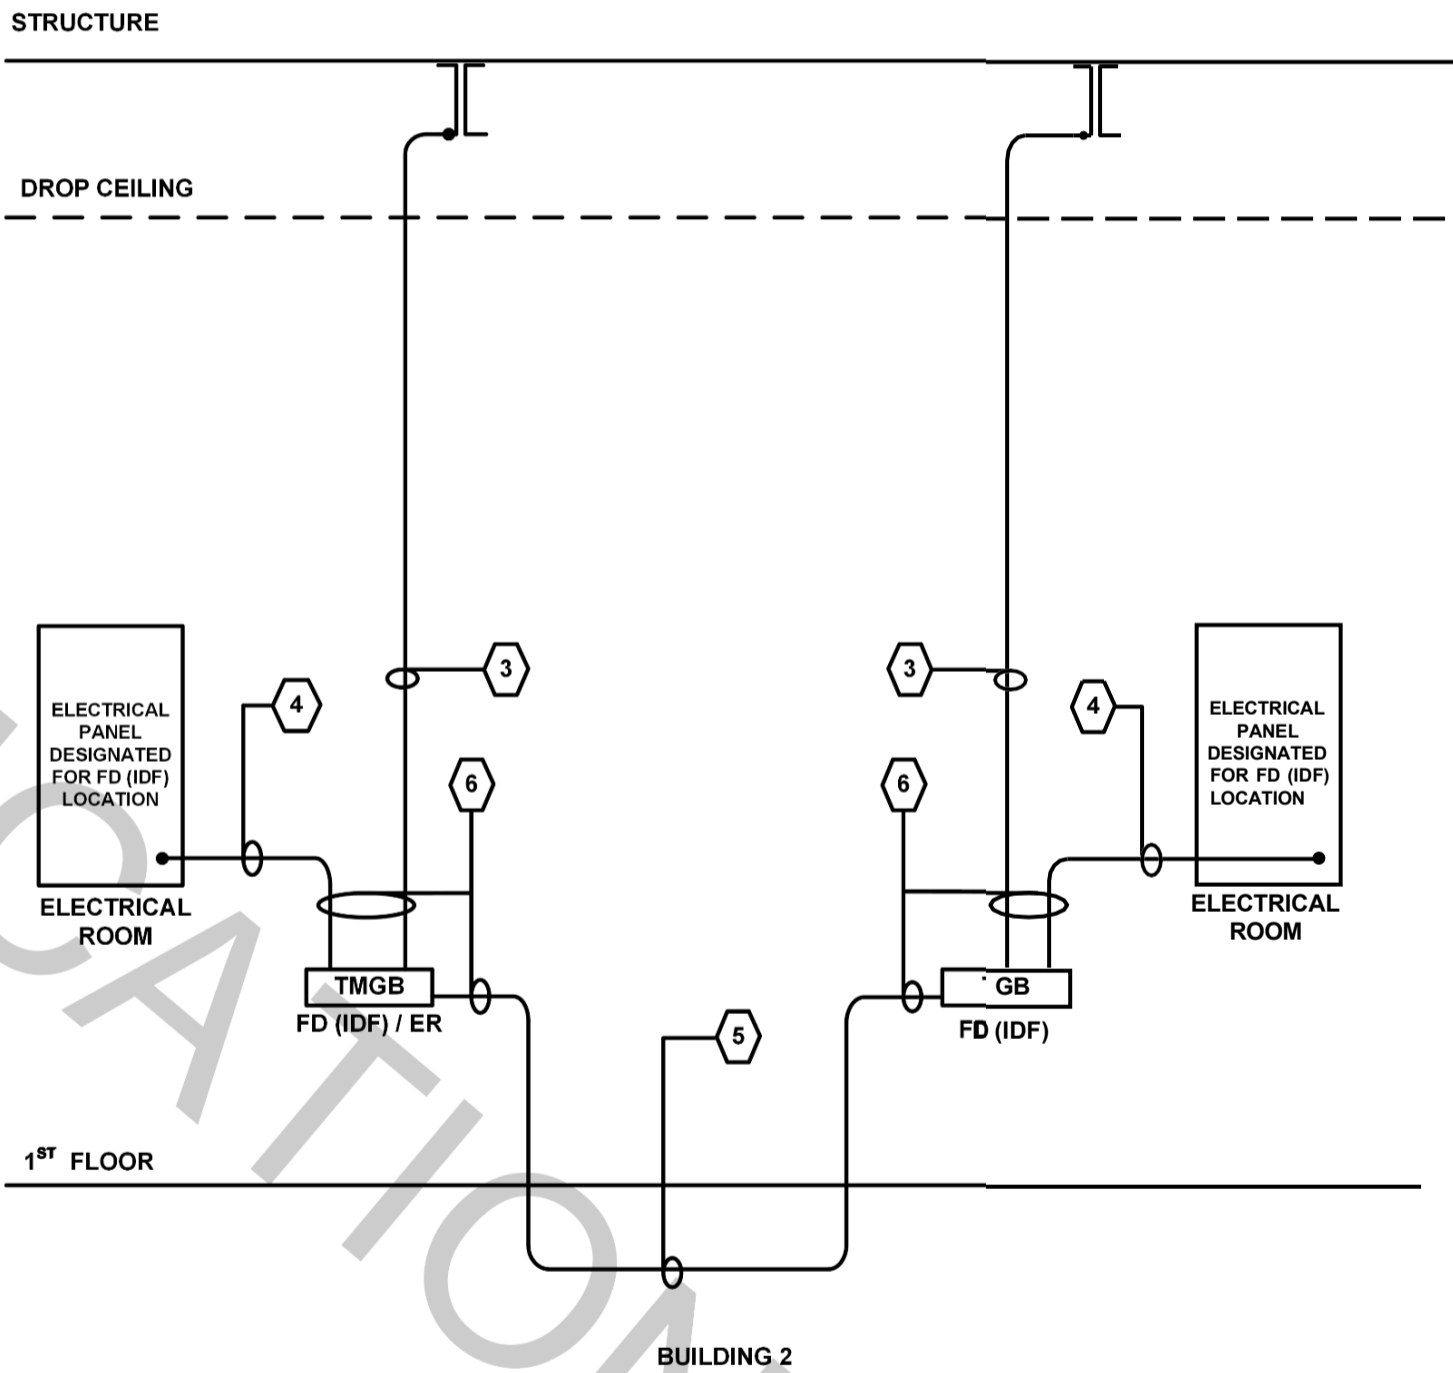 STRUCTURE
DROP CEILING
3
3
4
4
ELECTRICAL
PANEL
DESIGNATED
FOR FD (IDF)
LOCATION
ELECTRICAL
PANEL
DESIGNATED
FOR FD (IDF)
LOCATION
6
6
ELECTRICAL
ROOM
ELECTRICAL
ROOM
TMGB
FD (IDF) / ER
GB
FD (IDF)
5
1ST FLOOR
BUILDING 2
CATION